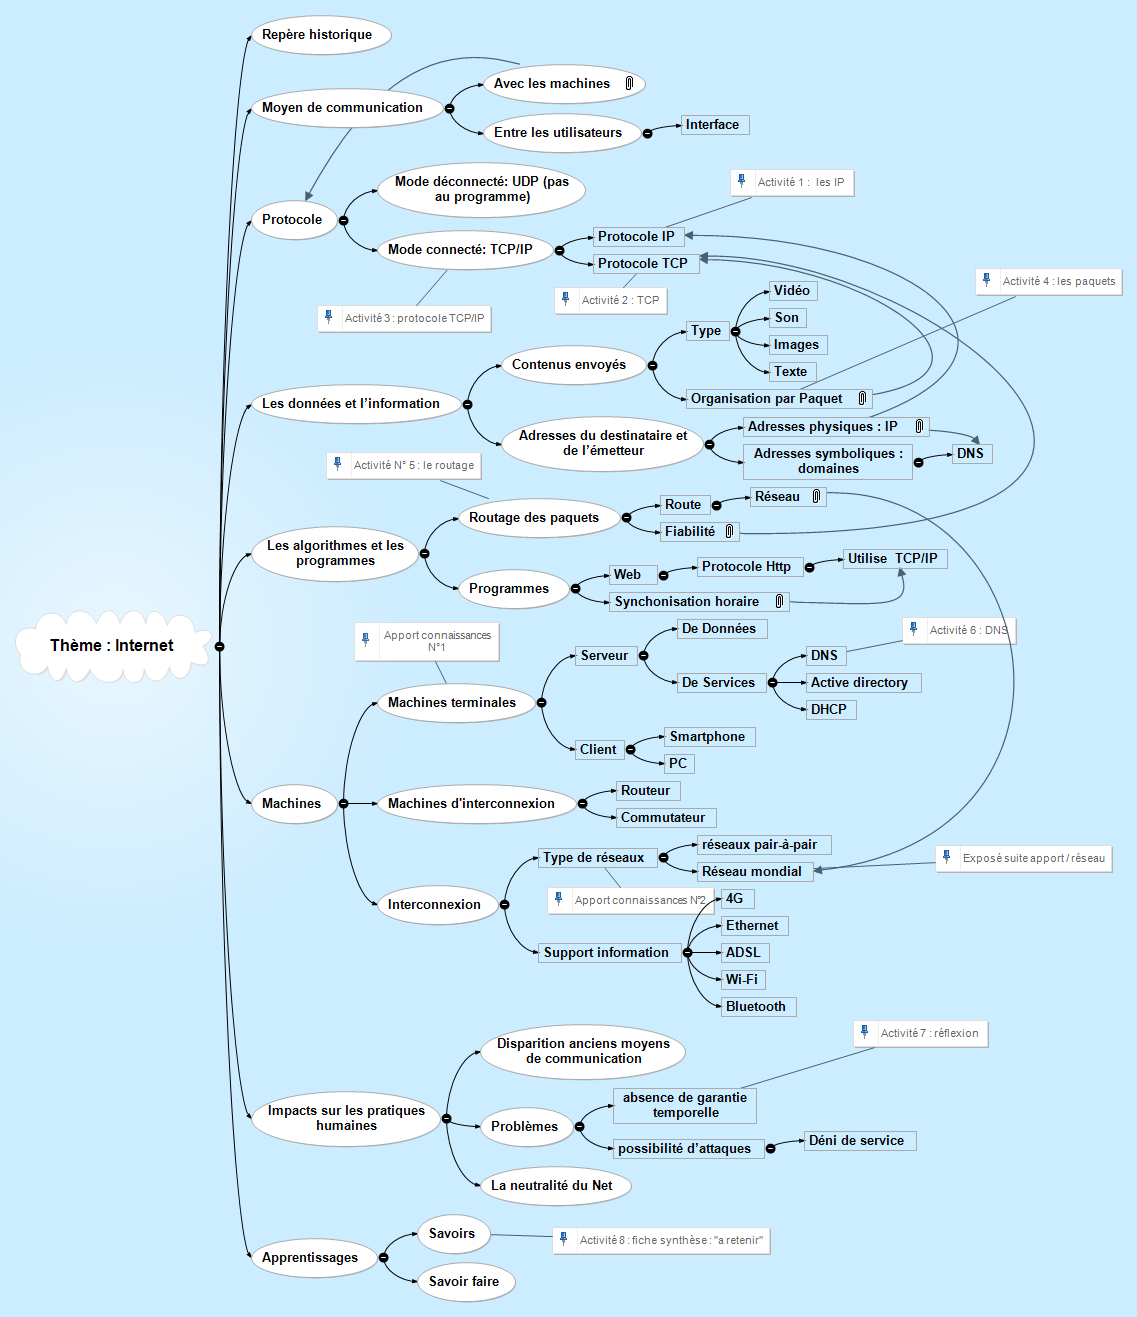 Repère historique
Avec les machines
Moyen de communication
Entre les utilisateurs
Interface
Mode déconnecté: UDP (pas
au programme)
Activité 1 :  les IP
Protocole
Mode connecté: TCP/IP
Protocole IP
Protocole TCP
Activité 2 : TCP
Activité 3 : protocole TCP/IP
Activité 4 : les paquets
Vidéo
Son
Type
Images
Texte
Contenus envoyés
Organisation par Paquet
Les données et l'information
Adresses du destinataire et
de l'émetteur
Adresses physiques : IP
Adresses symboliques :
domaines
DNS
Activité N° 5 : le routage
Routage des paquets
Route
Réseau
Fiabilité
Les algorithmes et les
programmes
Programmes
Web
Protocole Http
Utilise  TCP/IP
Synchonisation horaire
Thème : Internet
Apport connaissances
N°1
De Données
Activité 6 : DNS
Serveur
De Services
DNS
Active directory
DHCP
Machines terminales
Client
Smartphone
PC
Machines
Machines d'interconnexion
Routeur
Commutateur
Type de réseaux
réseaux pair-à-pair
Réseau mondial
Exposé suite apport / réseau
Apport connaissances N°2
Interconnexion
4G
Ethernet
Support information
ADSL
Wi-Fi
Bluetooth
Activité 7 : réflexion
Disparition anciens moyens
de communication
Impacts sur les pratiques
humaines
Problèmes
absence de garantie
temporelle
possibilité d'attaques
Déni de service
La neutralité du Net
Savoirs
Activité 8 : fiche synthèse : "a retenir"
Apprentissages
Savoir faire